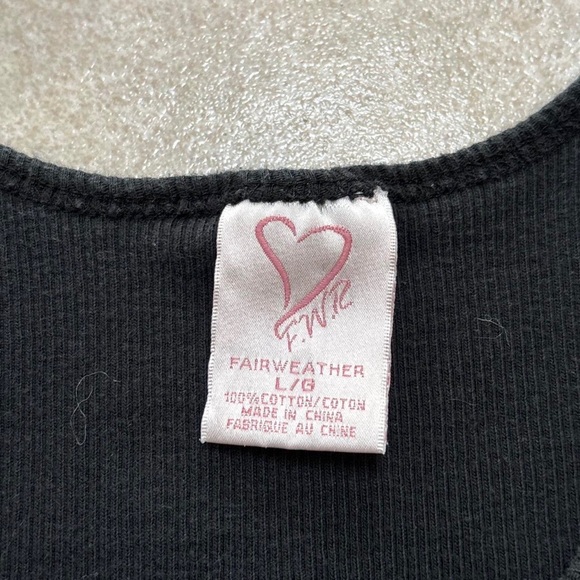 F.W.R
FAIRWEATHER
L/G
100%COTTON/COTON
MADE IN CHINA
FABRIQUE AU CHINE